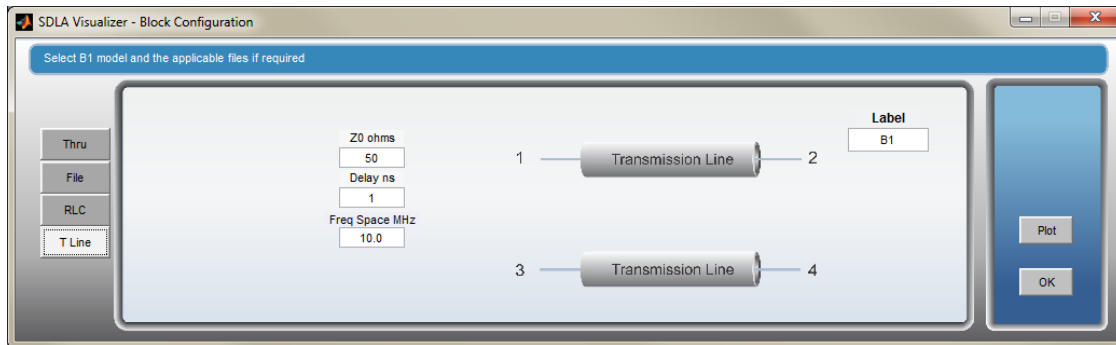 SDLA Visualizer - Block Configuration
Select B1 model and the applicable files if required
Thru
File
RLC
T Line
Z0 ohms
50
Delay ns
1
Freq Space MHz
10.0
1 Transmission Line 2
3 Transmission Line 4
Label
B1
Plot
OK